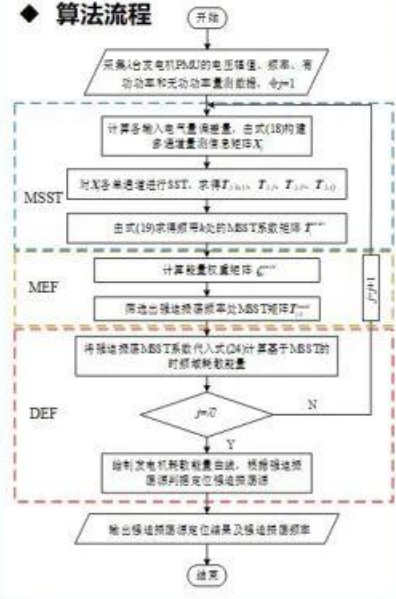 ◆ 算法流程
开始
采集i台发电机PMU的电压幅值、频率、有
功功率和无功功率量测数据，令j=1
计算各输入电气量误差量，由式(18)构建
多通道量测信息矩阵X
MSST
对X各单通道进行SST，求得
由式(19)求得频带k处的MSST系数矩阵
计算能量权重矩阵
MEF
筛选出强迫振荡频率处MSST矩阵
j=j+1
将强迫振荡MSST系数代入式(24)计算基于MSST的
时频域耗散能量
DEF
N
Y
绘制发电机耗散能量曲线，根据强迫振
荡源判据定位强迫振荡源
输出强迫振荡源定位结果及强迫振荡频率
结束